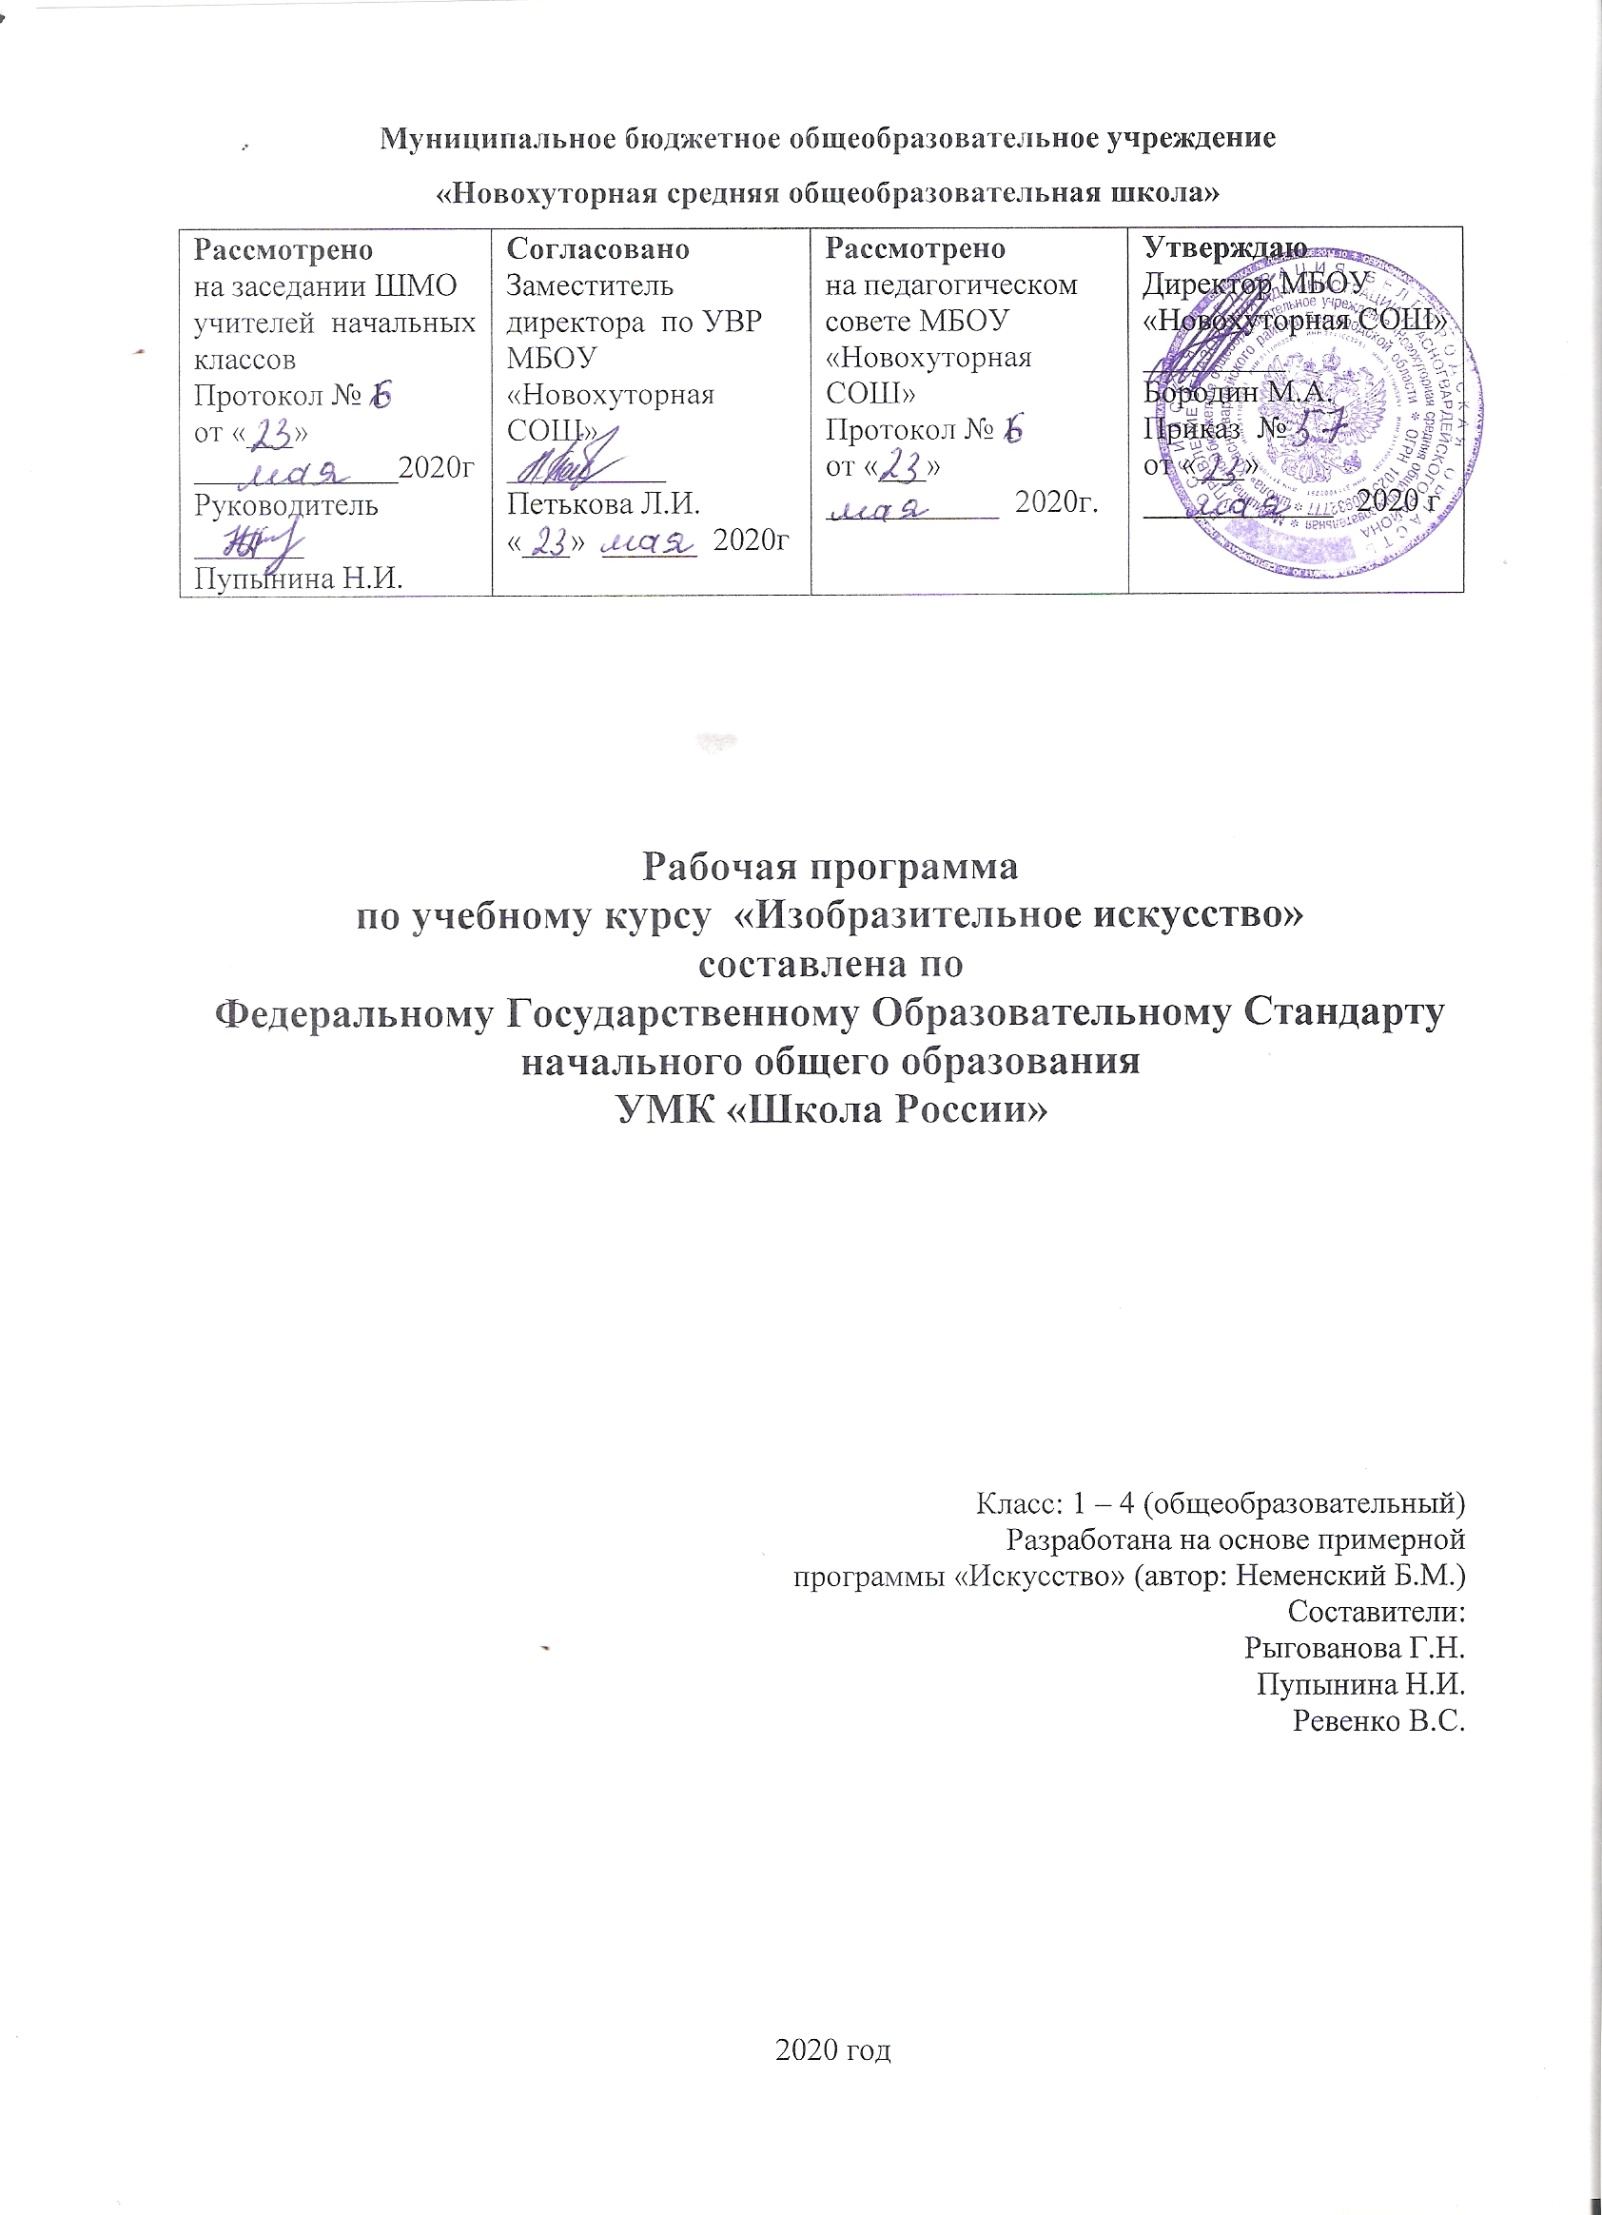 Муниципальное бюджетное общеобразовательное учреждение
«Новохуторная средняя общеобразовательная школа»
Рассмотрено
на заседании ШМО
учителей начальных
классов
Протокол № 6
от «23»
мая 2020г
Руководитель
Пупынина Н.И.
Согласовано
Заместитель
директора по УВР
МБОУ
«Новохуторная
СОШ»
Петькова Л.И.
«23» мая 2020г
Рассмотрено
на педагогическом
совете МБОУ
«Новохуторная
СОШ»
Протокол № 6
от «23»
мая 2020г.
Утверждаю
Директор МБОУ
«Новохуторная СОШ»
Бородин М.А.
Приказ № 57
от «23»
мая 2020 г
Рабочая программа
по учебному курсу «Изобразительное искусство»
составлена по
Федеральному Государственному Образовательному Стандарту
начального общего образования
УМК «Школа России»
Класс: 1 – 4 (общеобразовательный)
Разработана на основе примерной
программы «Искусство» (автор: Неменский Б.М.)
Составители:
Рыгованова Г.Н.
Пупынина Н.И.
Ревенко В.С.
2020 год